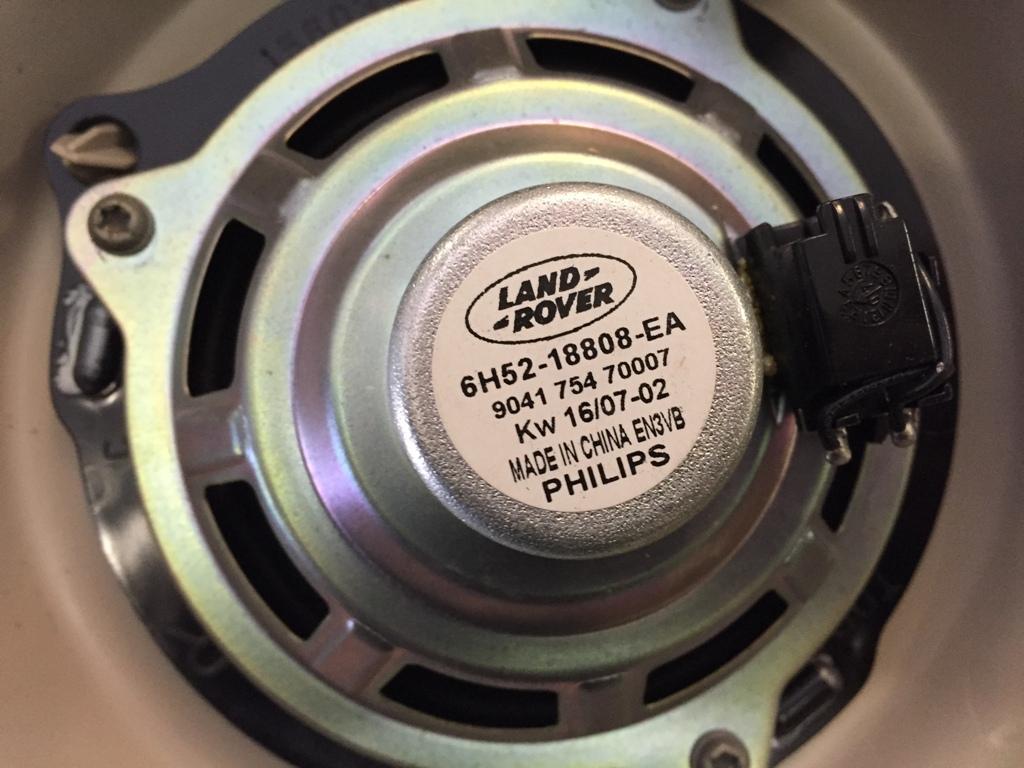 LAND-
-ROVER
6H52-18808-EA
9041 754 70007
Kw 16/07-02
MADE IN CHINA EN3VB
PHILIPS